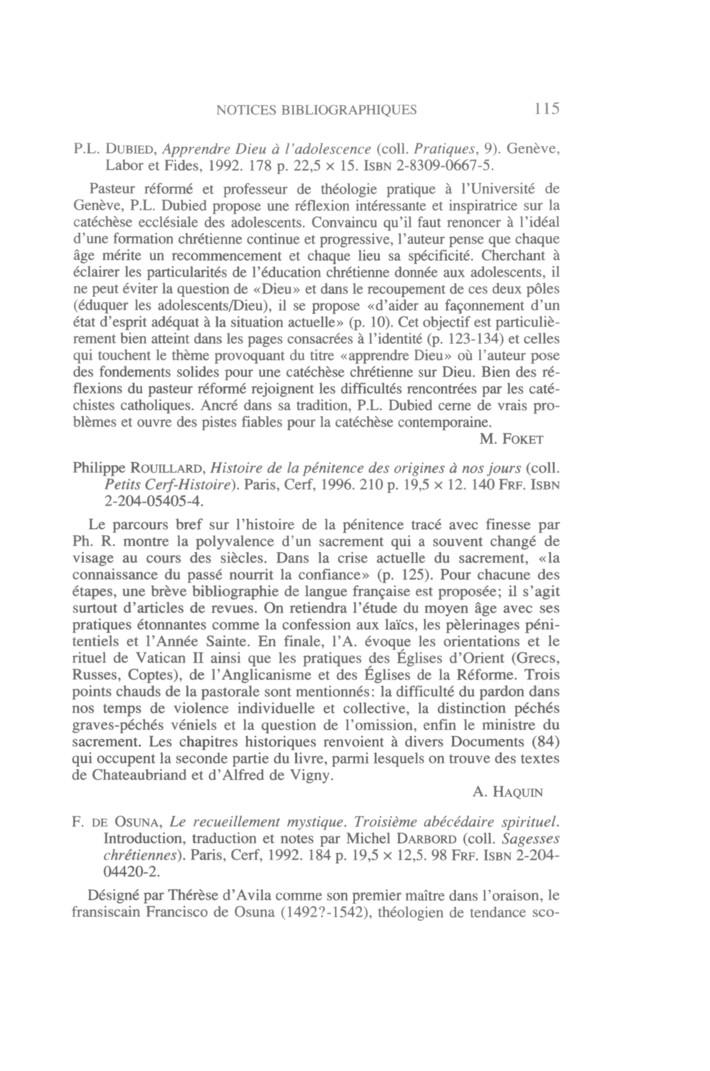 NOTICES BIBLIOGRAPHIQUES 115
P.L. DUBIED, Apprendre Dieu à l'adolescence (coll. Pratiques, 9). Genève,
Labor et Fides, 1992. 178 p. 22,5 × 15. ISBN 2-8309-0667-5.
Pasteur réformé et professeur de théologie pratique à l'Université de
Genève, P.L. Dubied propose une réflexion intéressante et inspiratrice sur la
catéchèse ecclésiale des adolescents. Convaincu qu'il faut renoncer à l'idéal
d'une formation chrétienne continue et progressive, l'auteur pense que chaque
âge mérite un recommencement et chaque lieu sa spécificité. Cherchant à
éclairer les particularités de l'éducation chrétienne donnée aux adolescents, il
ne peut éviter la question de «Dieu» et dans le recoupement de ces deux pôles
(éduquer les adolescents/Dieu), il se propose «d'aider au façonnement d'un
état d'esprit adéquat à la situation actuelle» (p. 10). Cet objectif est particuliè-
rement bien atteint dans les pages consacrées à l'identité (p. 123-134) et celles
qui touchent le thème provoquant du titre «apprendre Dieu» où l'auteur pose
des fondements solides pour une catéchèse chrétienne sur Dieu. Bien des ré-
flexions du pasteur réformé rejoignent les difficultés rencontrées par les caté-
chistes catholiques. Ancré dans sa tradition, P.L. Dubied cerne de vrais pro-
blèmes et ouvre des pistes fiables pour la catéchèse contemporaine.
M. FOKET
Philippe ROUILLARD, Histoire de la pénitence des origines à nos jours (coll.
Petits Cerf-Histoire). Paris, Cerf, 1996. 210 p. 19,5 × 12. 140 FRF. ISBN
2-204-05405-4.
Le parcours bref sur l'histoire de la pénitence tracé avec finesse par
Ph. R. montre la polyvalence d'un sacrement qui a souvent changé de
visage au cours des siècles. Dans la crise actuelle du sacrement, «la
connaissance du passé nourrit la confiance» (p. 125). Pour chacune des
étapes, une brève bibliographie de langue française est proposée; il s'agit
surtout d'articles de revues. On retiendra l'étude du moyen âge avec ses
pratiques étonnantes comme la confession aux laïcs, les pèlerinages péni-
tentiels et l'Année Sainte. En finale, l'A. évoque les orientations et le
rituel de Vatican II ainsi que les pratiques des Églises d'Orient (Grecs,
Russes, Coptes), de l'Anglicanisme et des Églises de la Réforme. Trois
points chauds de la pastorale sont mentionnés: la difficulté du pardon dans
nos temps de violence individuelle et collective, la distinction péchés
graves-péchés véniels et la question de l'omission, enfin le ministre du
sacrement. Les chapitres historiques renvoient à divers Documents (84)
qui occupent la seconde partie du livre, parmi lesquels on trouve des textes
de Chateaubriand et d'Alfred de Vigny.
A. HAQUIN
F. DE OSUNA, Le recueillement mystique. Troisième abécédaire spirituel.
Introduction, traduction et notes par Michel DARBORD (coll. Sagesses
chrétiennes). Paris, Cerf, 1992. 184 p. 19,5 × 12,5. 98 FRF. ISBN 2-204-
04420-2.
Désigné par Thérèse d'Avila comme son premier maître dans l'oraison, le
fransiscain Francisco de Osuna (1492?-1542), théologien de tendance sco-